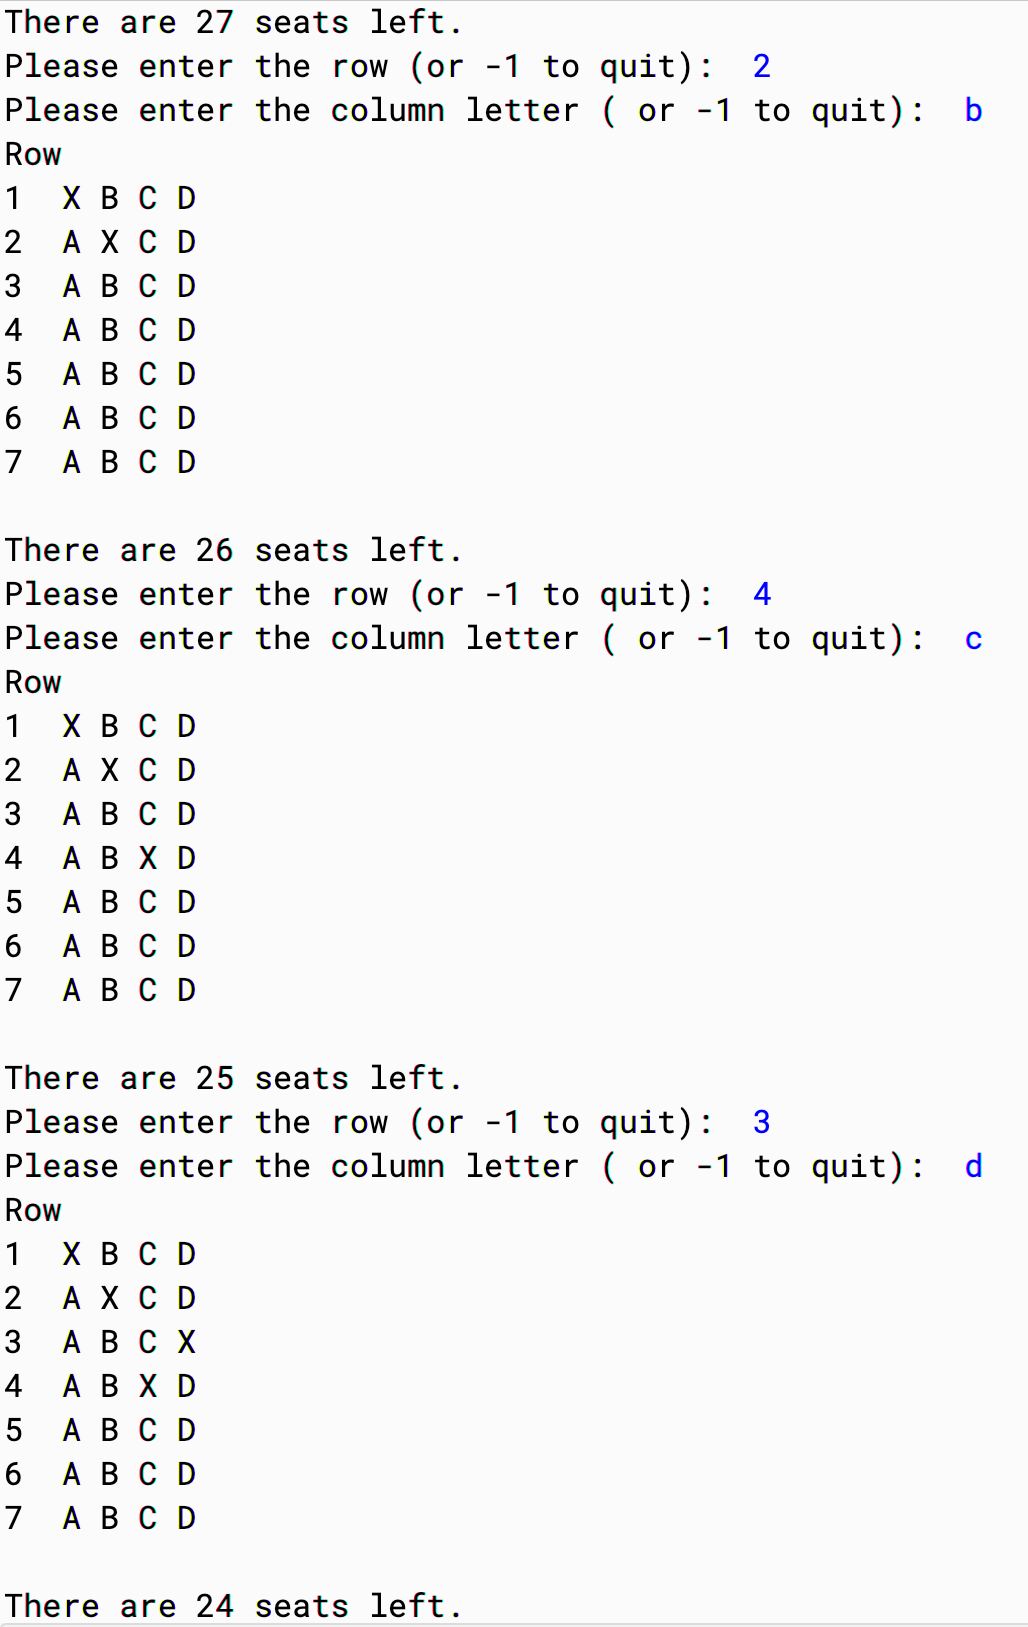 There are 27 seats left.
Please enter the row (or -1 to quit):  2
Please enter the column letter ( or -1 to quit):  b
Row
1  X B C D
2  A X C D
3  A B C D
4  A B C D
5  A B C D
6  A B C D
7  A B C D

There are 26 seats left.
Please enter the row (or -1 to quit):  4
Please enter the column letter ( or -1 to quit):  c
Row
1  X B C D
2  A X C D
3  A B C D
4  A B X D
5  A B C D
6  A B C D
7  A B C D

There are 25 seats left.
Please enter the row (or -1 to quit):  3
Please enter the column letter ( or -1 to quit):  d
Row
1  X B C D
2  A X C D
3  A B C X
4  A B X D
5  A B C D
6  A B C D
7  A B C D

There are 24 seats left.